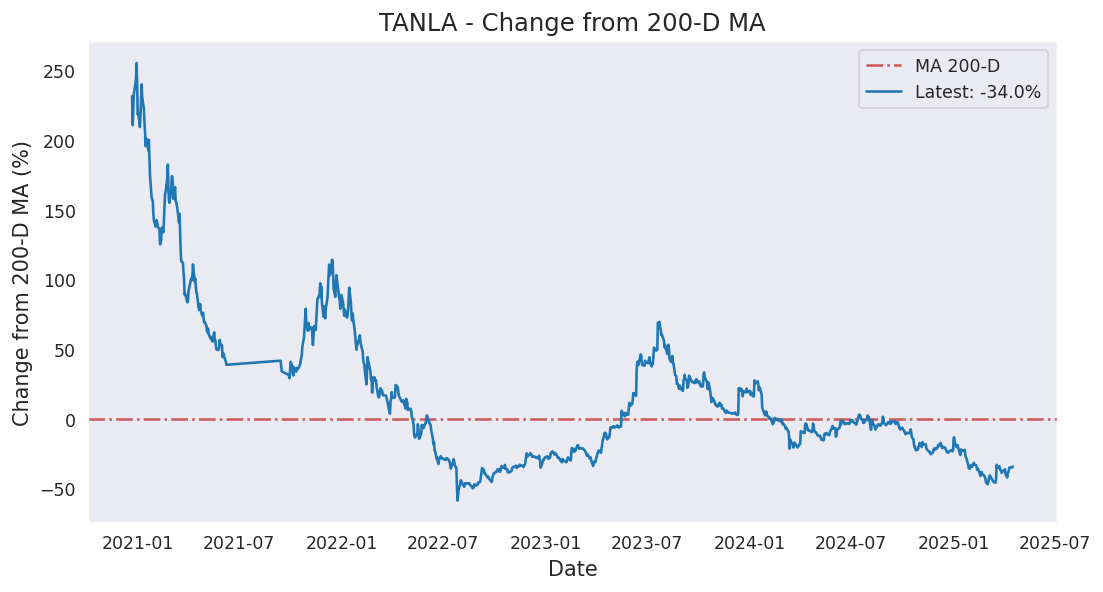 TANLA - Change from 200-D MA
MA 200-D
Latest: -34.0%
Change from 200-D MA (%)
250
200
150
100
50
0
−50
2021-01 2021-07 2022-01 2022-07 2023-01 2023-07 2024-01 2024-07 2025-01 2025-07
Date